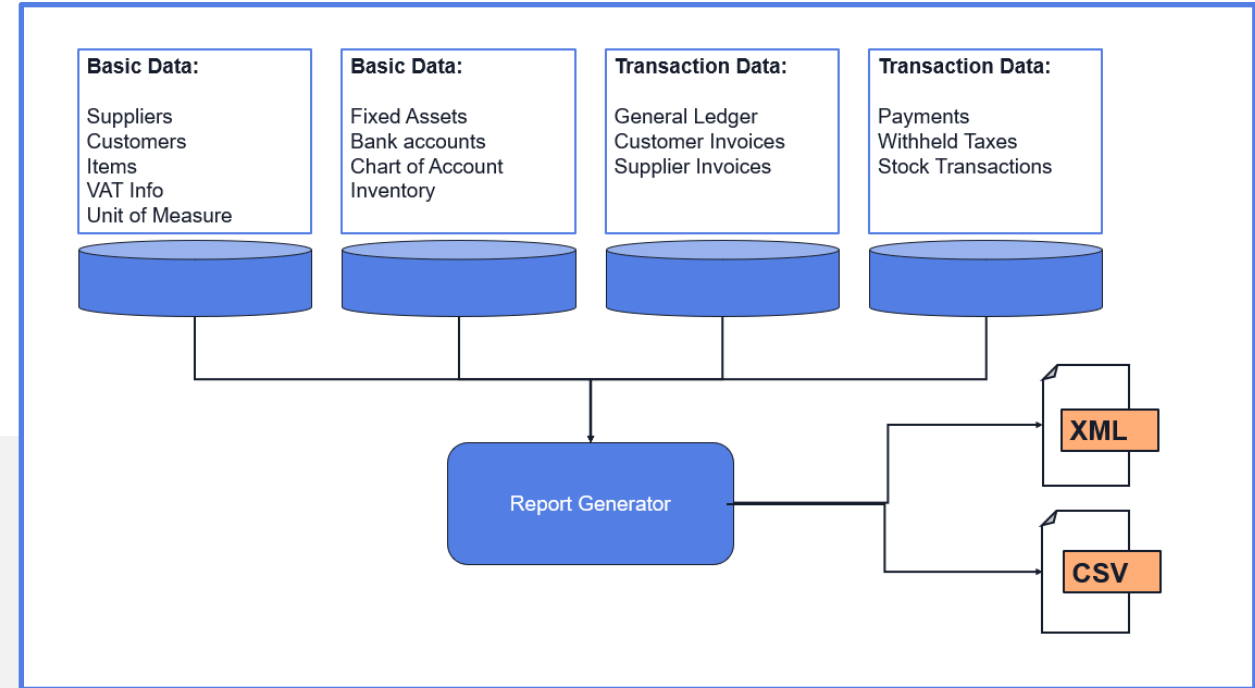 Basic Data:
Suppliers
Customers
Items
VAT Info
Unit of Measure
Basic Data:
Fixed Assets
Bank accounts
Chart of Account
Inventory
Transaction Data:
General Ledger
Customer Invoices
Supplier Invoices
Transaction Data:
Payments
Withheld Taxes
Stock Transactions
Report Generator
XML
CSV